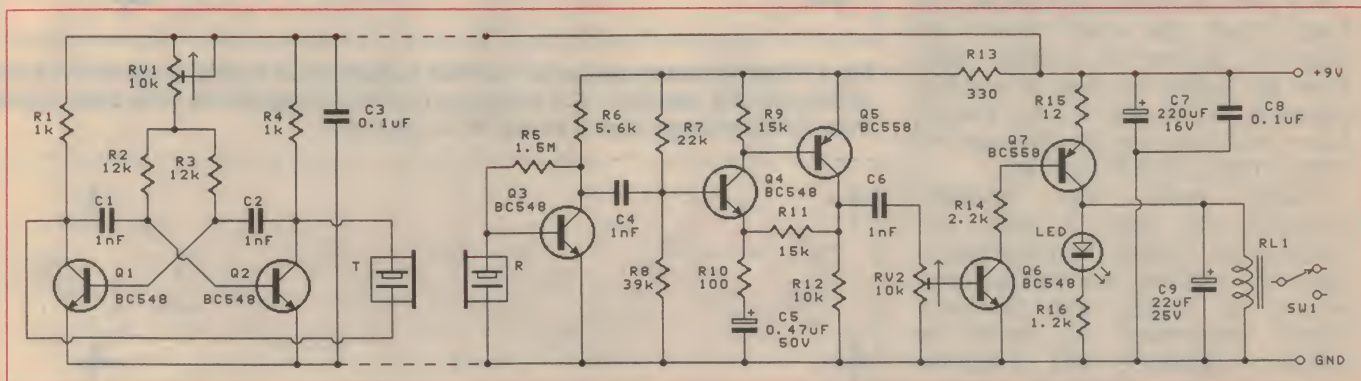 RV1
10k
R1
1k
R4
1k
C3
0.1uF
R2
12k
R3
12k
C1
1nF
C2
1nF
Q1
BC548
Q2
BC548
T
R
R5
1.5M
Q3
BC548
R6
5.6k
C4
1nF
R7
22k
R8
39k
R9
15k
Q4
BC548
R10
100
C5
0.47uF
50V
R11
15k
Q5
BC558
R12
10k
C6
1nF
RV2
10k
R13
330
R14
2.2k
Q6
BC548
Q7
BC558
R15
12
LED
R16
1.2k
C7
220uF
16V
C8
0.1uF
C9
22uF
25V
RL1
SW1
+9V
GND
+
+
+